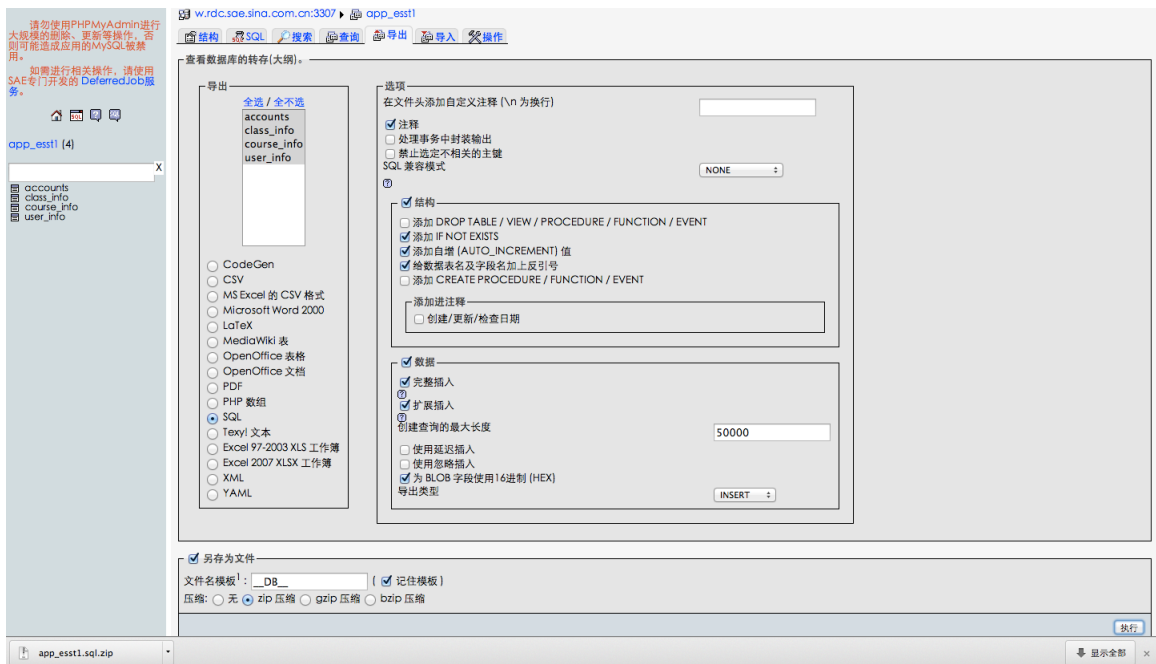 请勿使用PHPMyAdmin进行
大规模的删除、更新等操作，否
则可能造成应用的MySQL被禁
用。
如需进行相关操作，请使用
SAE专门开发的 DeferredJob服
务。
app_esst1 (4)
X
accounts
class_info
course_info
user_info
w.rdc.sae.sina.com.cn:3307 ▸ app_esst1
结构 SQL 搜索 查询 导出 导入 操作
查看数据库的转存(大纲)。
导出
全选 / 全不选
accounts
class_info
course_info
user_info
CodeGen
CSV
MS Excel 的 CSV 格式
Microsoft Word 2000
LaTeX
MediaWiki 表
OpenOffice 表格
OpenOffice 文档
PDF
PHP 数组
SQL
Texy! 文本
Excel 97-2003 XLS 工作簿
Excel 2007 XLSX 工作簿
XML
YAML
选项
在文件头添加自定义注释 (\n 为换行)
注释
处理事务中封装输出
禁止选定不相关的主键
SQL 兼容模式 NONE
结构
添加 DROP TABLE / VIEW / PROCEDURE / FUNCTION / EVENT
添加 IF NOT EXISTS
添加自增 (AUTO_INCREMENT) 值
给数据表名及字段名加上反引号
添加 CREATE PROCEDURE / FUNCTION / EVENT
添加进注释
创建/更新/检查日期
数据
完整插入
扩展插入
创建查询的最大长度 50000
使用延迟插入
使用忽略插入
为 BLOB 字段使用16进制 (HEX)
导出类型 INSERT
另存为文件
文件名模板1： __DB__ ( 记住模板 )
压缩: 无 zip 压缩 gzip 压缩 bzip 压缩
执行
app_esst1.sql.zip
显示全部 ×